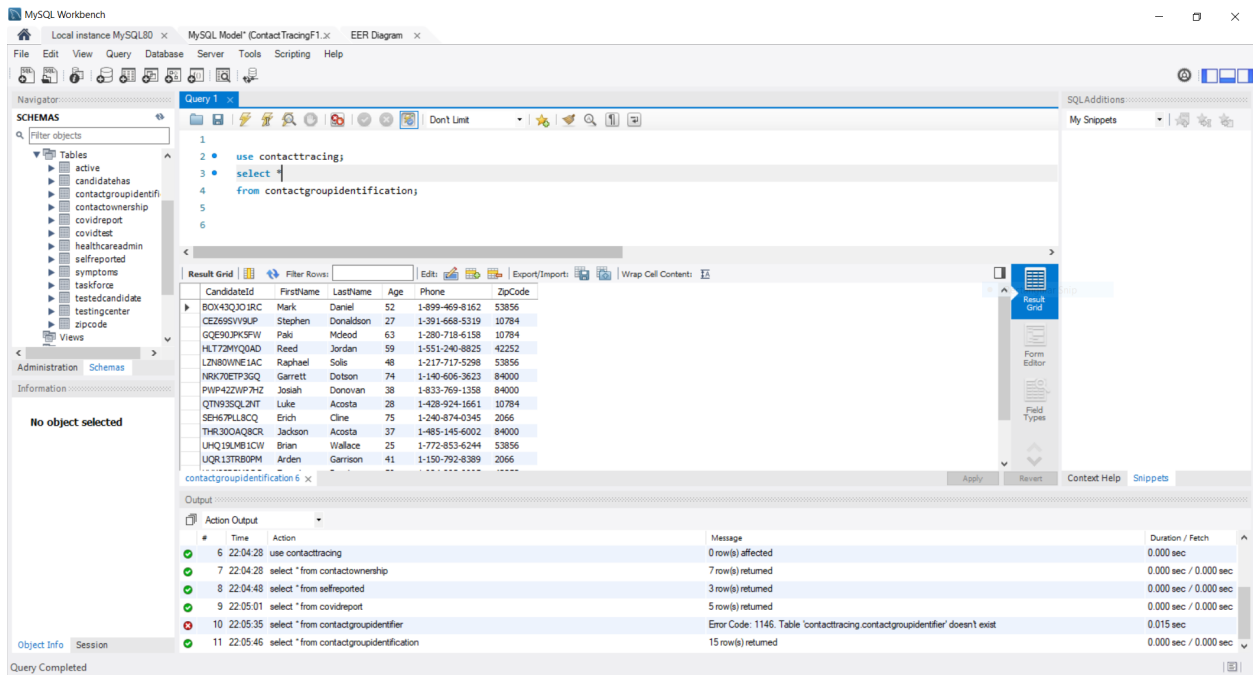 MySQL Workbench
Local instance MySQL80 × MySQL Model* (ContactTracingF1.× EER Diagram ×
File Edit View Query Database Server Tools Scripting Help
Navigator
SCHEMAS
Filter objects
Tables
active
candidatehas
contactgroupidentifi
contactownership
covidreport
covidtest
healthcareadmin
selfreported
symptoms
taskforce
testedcandidate
testingcenter
zipcode
Views
Administration Schemas
Information
No object selected
Object Info Session
Query 1 ×
Don't Limit
1
2 use contacttracing;
3 select *
4 from contactgroupidentification;
5
6
Result Grid Filter Rows: Edit: Export/Import: Wrap Cell Content:
CandidateId FirstName LastName Age Phone ZipCode
BOX43QJO1RC Mark Daniel 52 1-899-469-8162 53856
CEZ69SVV9UP Stephen Donaldson 27 1-391-668-5319 10784
GQE90JPK5FW Paki Mcleod 63 1-280-718-6158 10784
HLT72MYQ0AD Reed Jordan 59 1-551-240-8825 42252
LZN80WNE1AC Raphael Solis 48 1-217-717-5298 53856
NRK70ETP3GQ Garrett Dotson 74 1-140-606-3623 84000
PWP42ZWP7HZ Josiah Donovan 38 1-833-769-1358 84000
QTN93SQL2NT Luke Acosta 28 1-428-924-1661 10784
SEH67PLL8CQ Erich Cline 75 1-240-874-0345 2066
THR30OAQ8CR Jackson Acosta 37 1-485-145-6002 84000
UHQ19LMB1CW Brian Wallace 25 1-772-853-6244 53856
UQR13TRB0PM Arden Garrison 41 1-150-792-8389 2066
Result Grid
Form Editor
Field Types
contactgroupidentification 6 × Apply Revert
SQLAdditions
My Snippets
Context Help Snippets
Output
Action Output
# Time Action Message Duration / Fetch
6 22:04:28 use contacttracing 0 row(s) affected 0.000 sec
7 22:04:28 select * from contactownership 7 row(s) returned 0.000 sec / 0.000 sec
8 22:04:48 select * from selfreported 3 row(s) returned 0.000 sec / 0.000 sec
9 22:05:01 select * from covidreport 5 row(s) returned 0.000 sec / 0.000 sec
10 22:05:35 select * from contactgroupidentifier Error Code: 1146. Table 'contacttracing.contactgroupidentifier' doesn't exist 0.015 sec
11 22:05:46 select * from contactgroupidentification 15 row(s) returned 0.000 sec / 0.000 sec
Query Completed